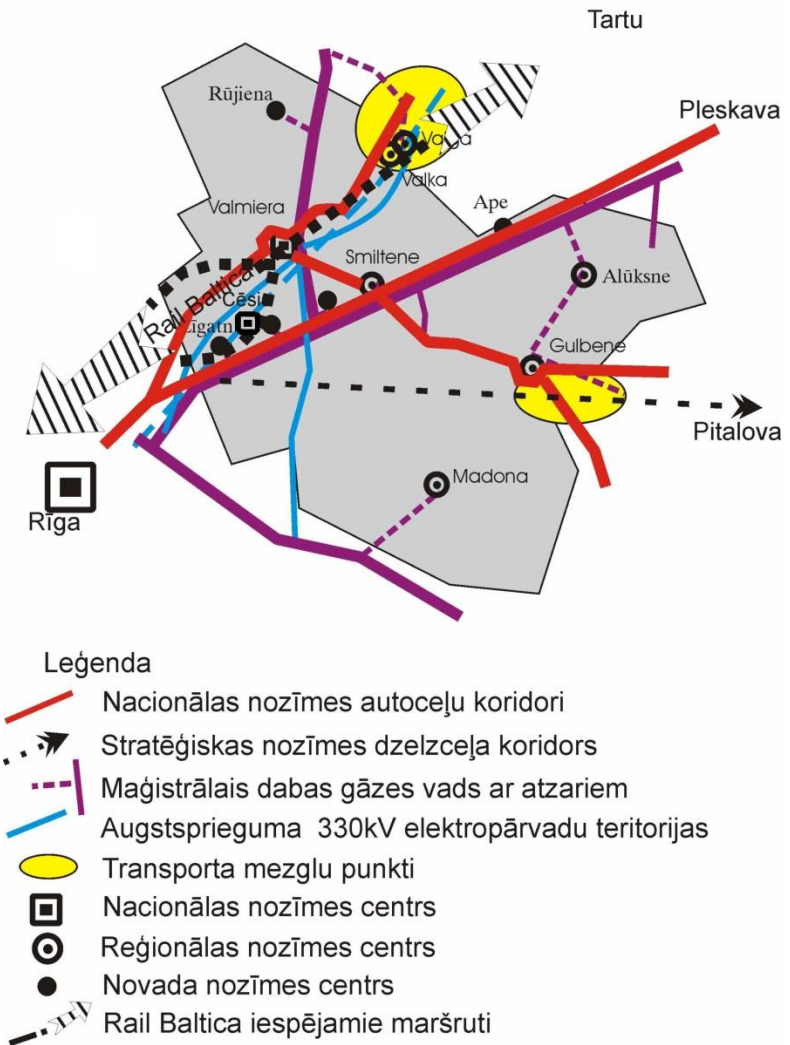 Tartu
Pleskava
Rūjiena
Valga
Valka
Ape
Valmiera
Smiltene
Alūksne
Rail Baltica
Cēsis
Gulbene
Pitalova
Madona
Rīga
Leģenda
Nacionālas nozīmes autoceļu koridori
Stratēģiskas nozīmes dzelzceļa koridors
Maģistrālais dabas gāzes vads ar atzariem
Augstsprieguma 330kV elektropārvadu teritorijas
Transporta mezglu punkti
Nacionālas nozīmes centrs
Reģionālas nozīmes centrs
Novada nozīmes centrs
Rail Baltica iespējamie maršruti